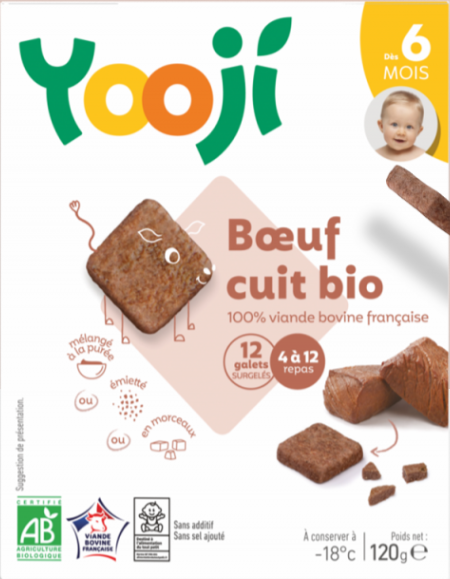 Yooji
Dès 6
MOIS
Bœuf
cuit bio
100% viande bovine française
12
galets
SURGELÉS
4 à 12
repas
mélangé
à la purée
ou
émietté
ou
en morceaux
Suggestion de présentation.
CERTIFIÉ
AB
AGRICULTURE
BIOLOGIQUE
VIANDE
BOVINE
FRANÇAISE
Sans additif
Sans sel ajouté
À conserver à
-18°c
Poids net :
120g e